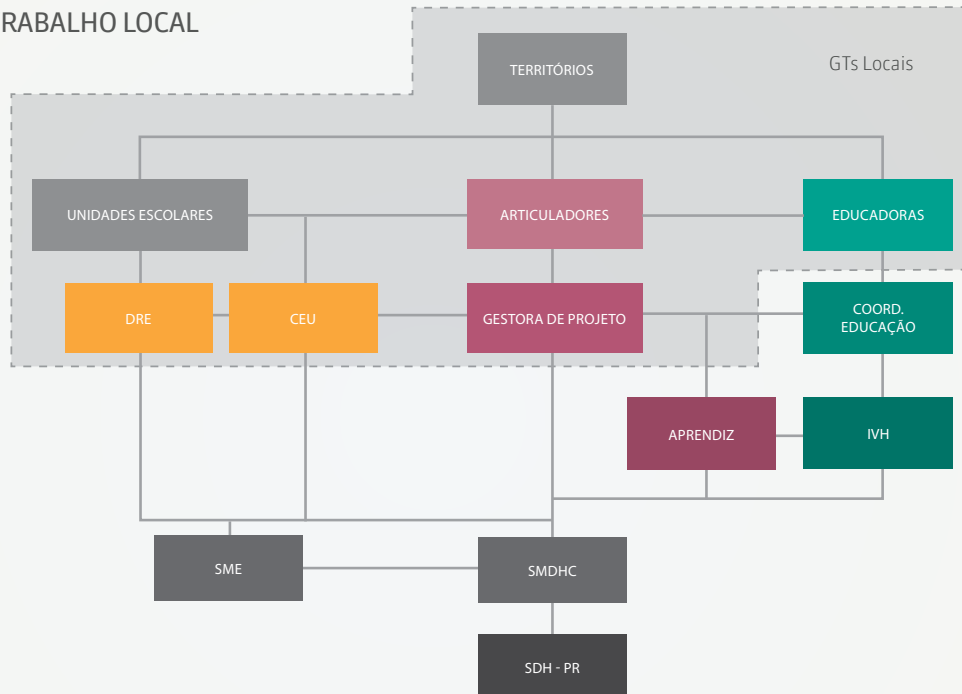 RABALHO LOCAL
GTs Locais
TERRITÓRIOS
UNIDADES ESCOLARES
ARTICULADORES
EDUCADORAS
DRE
CEU
GESTORA DE PROJETO
COORD.
EDUCAÇÃO
APRENDIZ
IVH
SME
SMDHC
SDH - PR